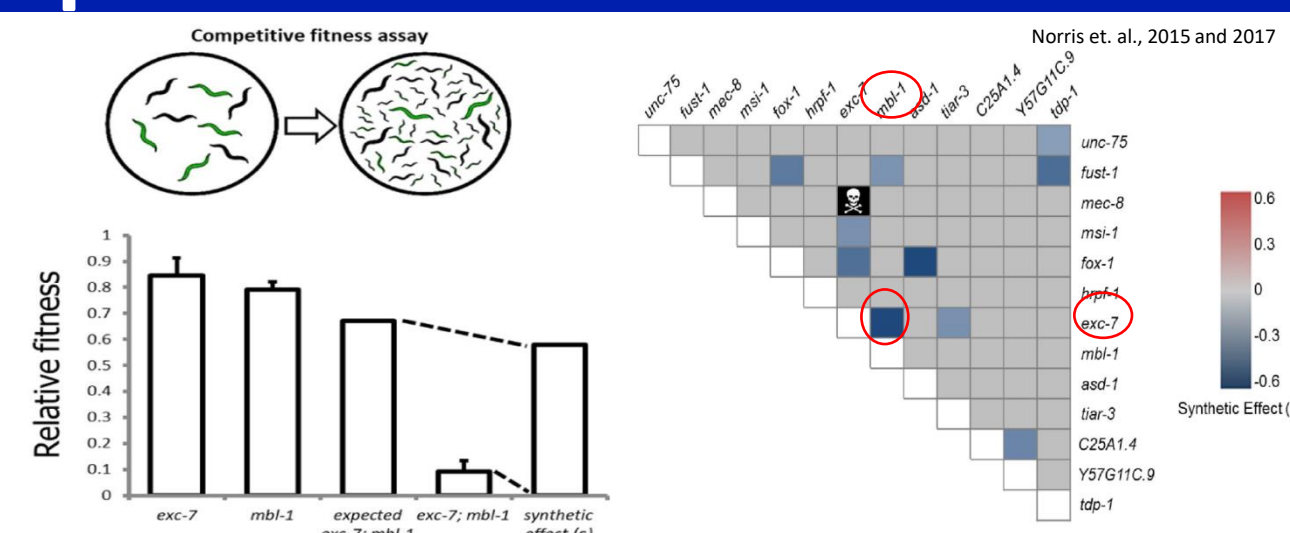 Competitive fitness assay
Norris et. al., 2015 and 2017
Relative fitness
1
0.9
0.8
0.7
0.6
0.5
0.4
0.3
0.2
0.1
0
exc-7
mbl-1
expected
exc-7; mbl-1
exc-7; mbl-1
synthetic
effect (s)
unc-75
fust-1
mec-8
msi-1
fox-1
hrpf-1
exc-7
mbl-1
asd-1
tiar-3
C25A1.4
Y57G11C.9
tdp-1
unc-75
fust-1
mec-8
msi-1
fox-1
hrpf-1
exc-7
mbl-1
asd-1
tiar-3
C25A1.4
Y57G11C.9
tdp-1
0.6
0.3
0
-0.3
-0.6
Synthetic Effect (